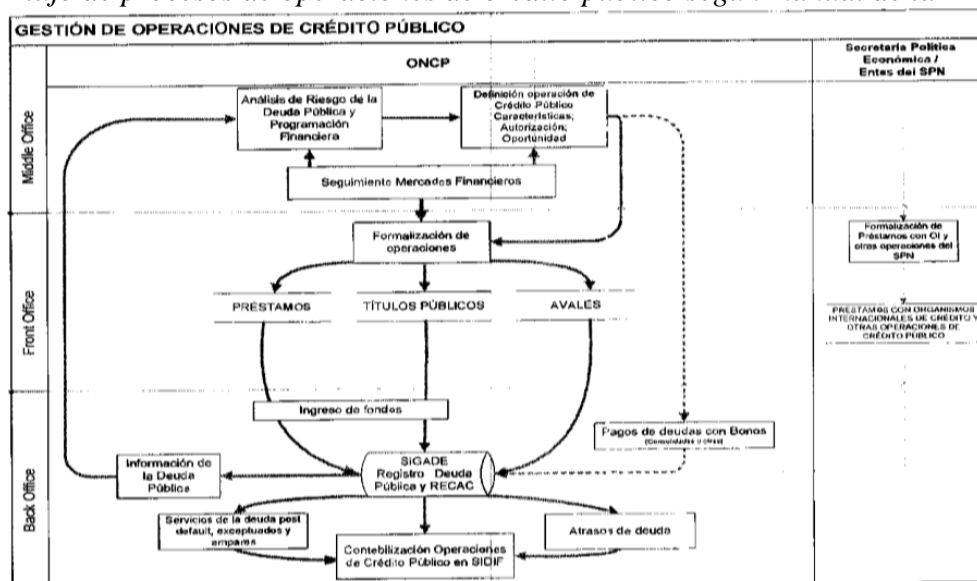 GESTIÓN DE OPERACIONES DE CRÉDITO PÚBLICO
ONCP
Secretaría Política
Económica /
Entes del SPN
Middle Office
Análisis de Riesgo de la
Deuda Pública y
Programación
Financiera
Definición operación de
Crédito Público
Características;
Autorización;
Oportunidad
Seguimiento Mercados Financieros
Front Office
Formalización de
operaciones
Formalización de
Préstamos con OI y
otras operaciones del
SPN
PRÉSTAMOS
TÍTULOS PÚBLICOS
AVALES
PRÉSTAMOS CON ORGANISMOS
INTERNACIONALES DE CRÉDITO Y
OTRAS OPERACIONES DE
CRÉDITO PÚBLICO
Back Office
Ingreso de fondos
Pagos de deudas con Bonos
(Consolidadas u otras)
Información de
la Deuda
Pública
SIGADE
Registro Deuda
Pública y RECAC
Servicios de la deuda post
default, exceptuados y
amparos
Atrasos de deuda
Contabilización Operaciones
de Crédito Público en SIDIF